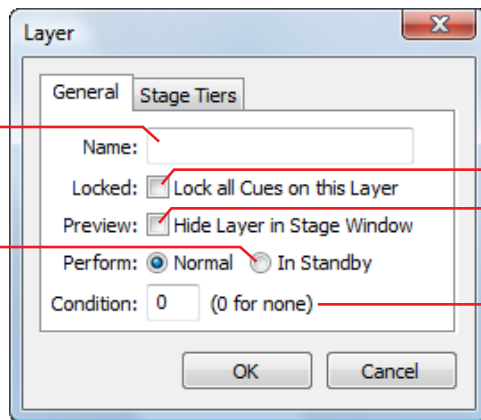 Layer
General Stage Tiers
Name:
Locked: Lock all Cues on this Layer
Preview: Hide Layer in Stage Window
Perform: Normal In Standby
Condition: 0 (0 for none)
OK Cancel